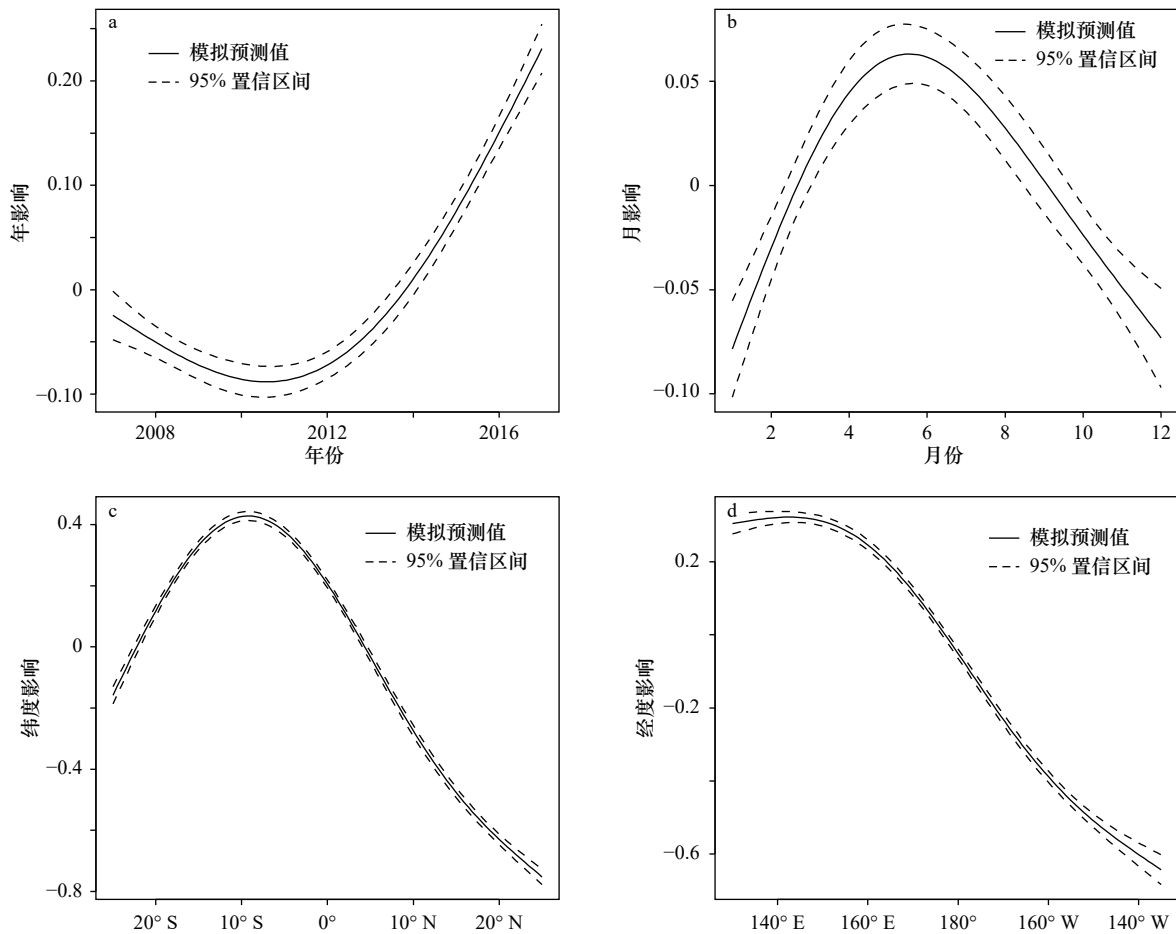 a
模拟预测值
95% 置信区间
0.20
0.10
0
−0.10
年影响
2008
2012
2016
年份
b
模拟预测值
95% 置信区间
0.05
0
−0.05
−0.10
月影响
2
4
6
8
10
12
月份
c
模拟预测值
95% 置信区间
0.4
0
−0.4
−0.8
纬度影响
20° S
10° S
0°
10° N
20° N
d
模拟预测值
95% 置信区间
0.2
−0.2
−0.6
经度影响
140° E
160° E
180°
160° W
140° W